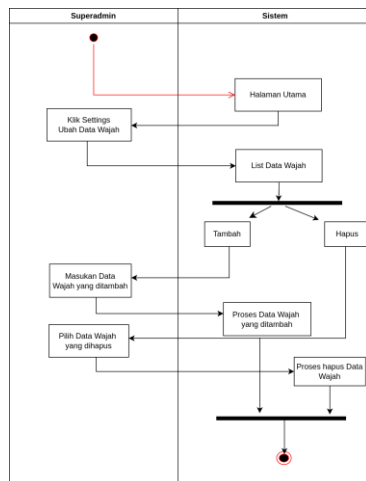 Superadmin
Sistem
Halaman Utama
Klik Settings
Ubah Data Wajah
List Data Wajah
Tambah
Hapus
Masukan Data
Wajah yang ditambah
Proses Data Wajah
yang ditambah
Pilih Data Wajah
yang dihapus
Proses hapus Data
Wajah